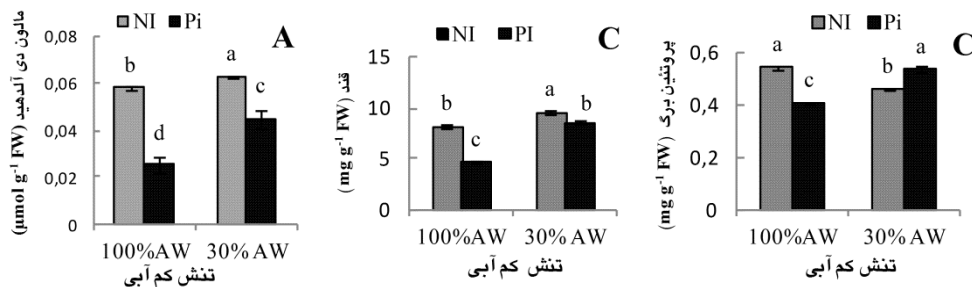 NI Pi
A
مالون دی آلدهید
(μmol g-1 FW)
0,08
0,06
0,04
0,02
0
b
d
a
c
100%AW 30% AW
تنش کم آبی
NI PI
C
قند
(mg g-1 FW)
15
10
5
0
b
c
a
b
100%AW 30% AW
تنش کم آبی
NI Pi
C
پروتئین برگ
(mg g-1 FW)
0,6
0,4
0,2
0
a
c
b
a
100%AW 30% AW
تنش کم آبی